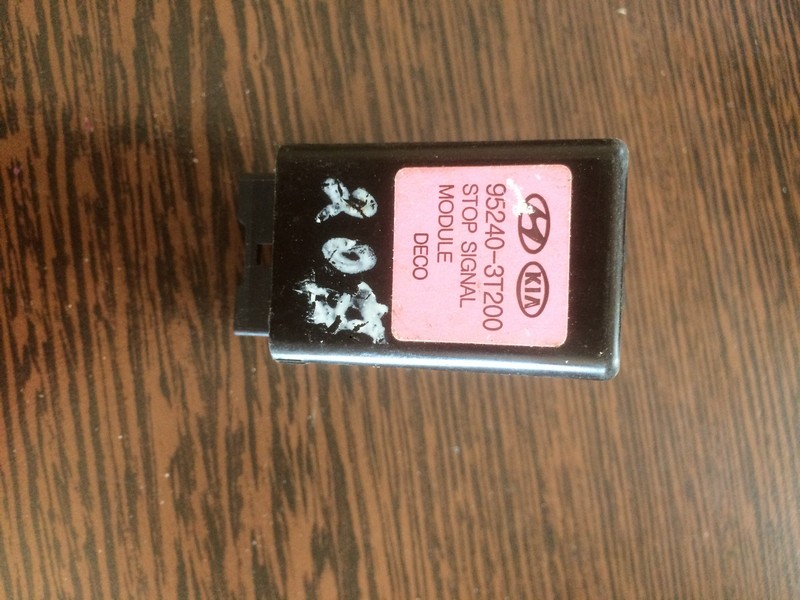 KIA
95240-3T200
STOP SIGNAL
MODULE
DECO